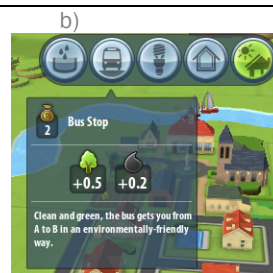 b)
Bus Stop
2
+0.5 +0.2
Clean and green, the bus gets you from
A to B in an environmentally-friendly
way.